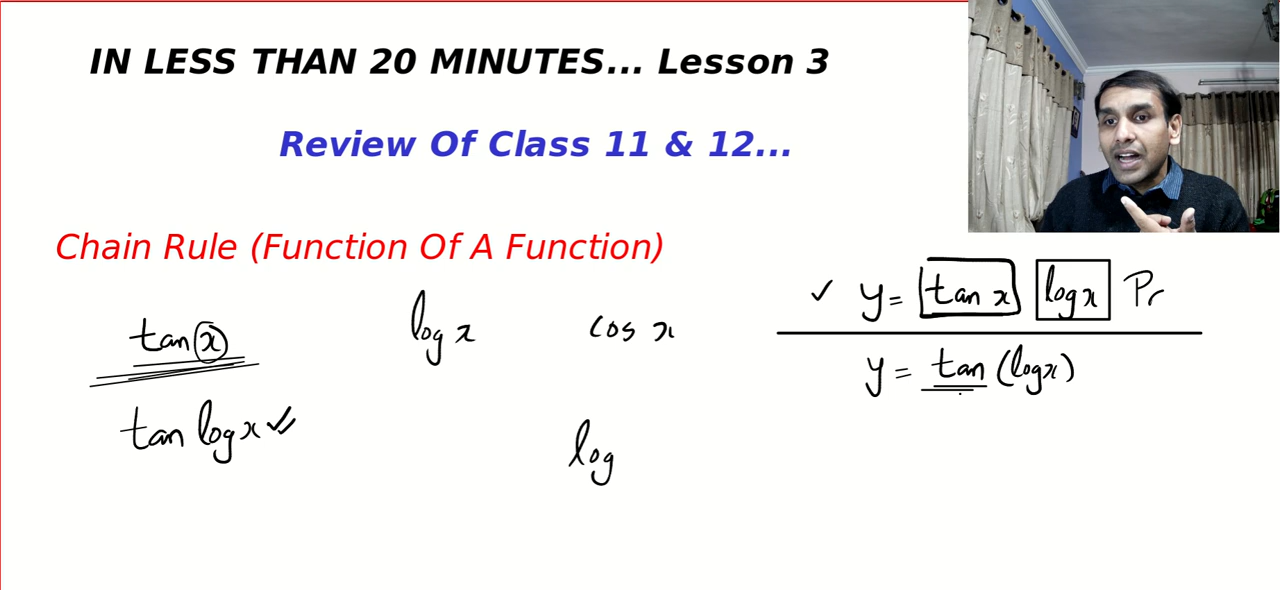 IN LESS THAN 20 MINUTES... Lesson 3
Review Of Class 11 & 12...
Chain Rule (Function Of A Function)
✓ y = tan x log x Pr
tan(x) log x cos x
y = tan (logx)
tan log x ✓
log